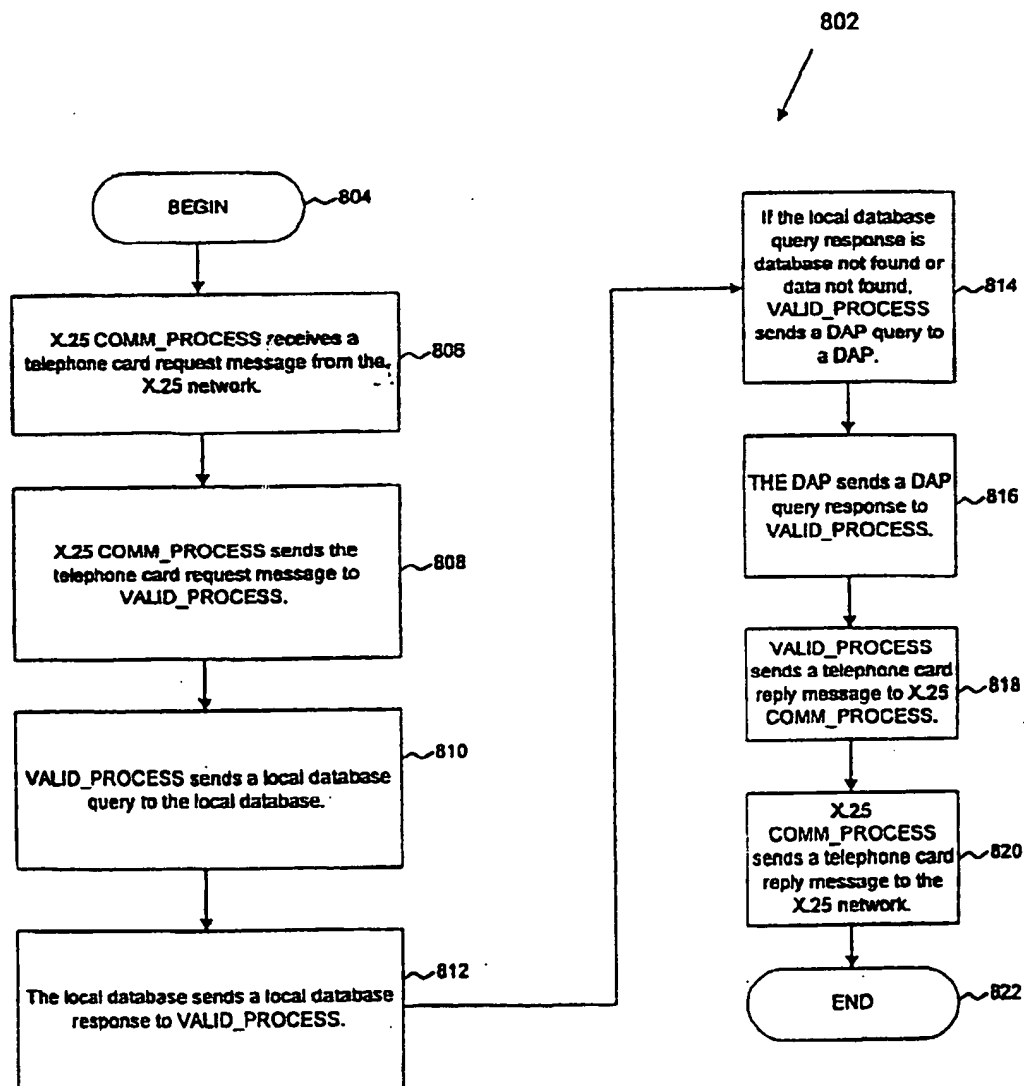 802
BEGIN
804
X.25 COMM_PROCESS receives a
telephone card request message from the
X.25 network.
806
X.25 COMM_PROCESS sends the
telephone card request message to
VALID_PROCESS.
808
VALID_PROCESS sends a local database
query to the local database.
810
The local database sends a local database
response to VALID_PROCESS.
812
If the local database
query response is
database not found or
data not found,
VALID_PROCESS
sends a DAP query to
a DAP.
814
THE DAP sends a DAP
query response to
VALID_PROCESS.
816
VALID_PROCESS
sends a telephone card
reply message to X.25
COMM_PROCESS.
818
X.25
COMM_PROCESS
sends a telephone card
reply message to the
X.25 network.
820
END
822